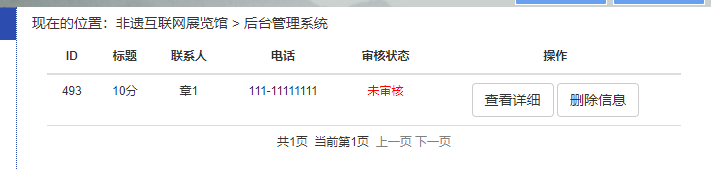 现在的位置：非遗互联网展览馆 > 后台管理系统
ID 标题 联系人 电话 审核状态 操作
493 10分 章1 111-11111111 未审核 查看详细 删除信息
共1页 当前第1页 上一页 下一页